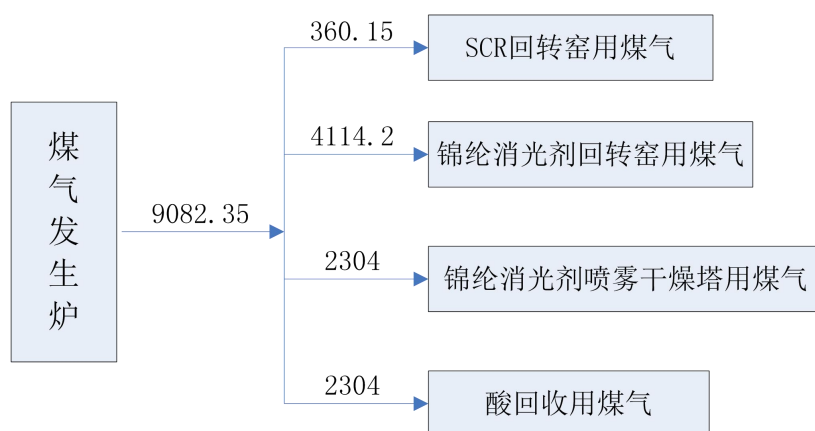 煤气发生炉
9082.35
360.15
SCR回转窑用煤气
4114.2
锦纶消光剂回转窑用煤气
2304
锦纶消光剂喷雾干燥塔用煤气
2304
酸回收用煤气